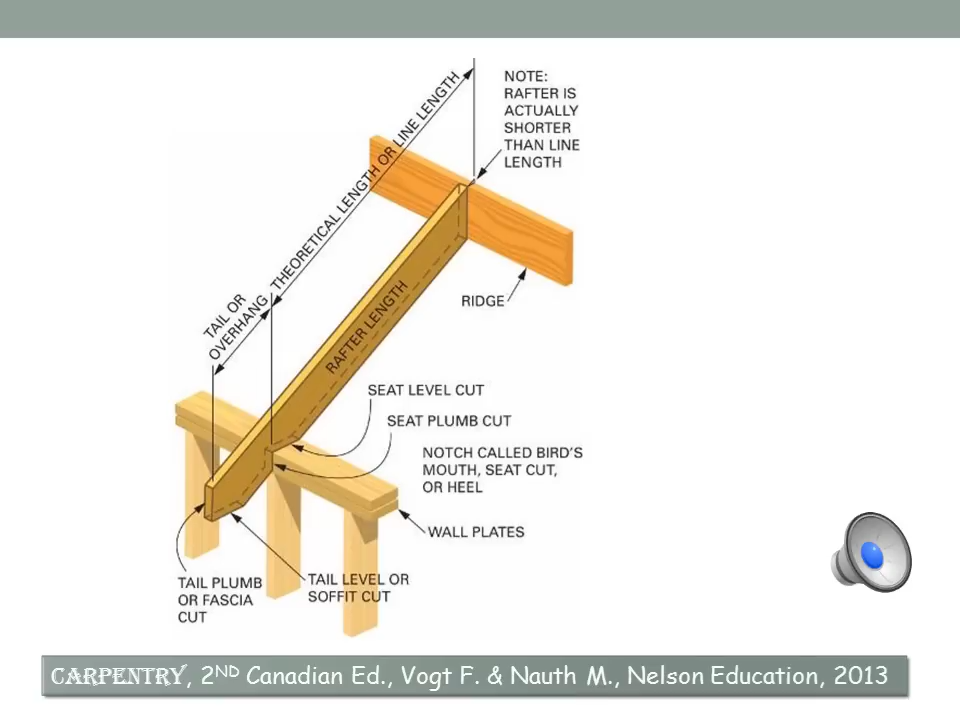 NOTE:
RAFTER IS
ACTUALLY
SHORTER
THAN LINE
LENGTH
THEORETICAL LENGTH OR LINE LENGTH
TAIL OR
OVERHANG
RIDGE
RAFTER LENGTH
SEAT LEVEL CUT
SEAT PLUMB CUT
NOTCH CALLED BIRD'S
MOUTH, SEAT CUT,
OR HEEL
WALL PLATES
TAIL PLUMB
OR FASCIA
CUT
TAIL LEVEL OR
SOFFIT CUT
CARPENTRY, 2ND Canadian Ed., Vogt F. & Nauth M., Nelson Education, 2013